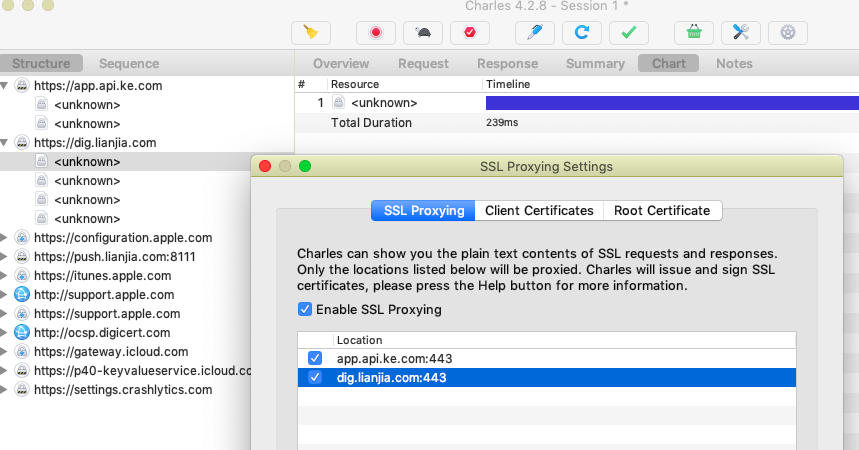 Charles 4.2.8 - Session 1 *
Structure Sequence
Overview Request Response Summary Chart Notes
https://app.api.ke.com
<unknown>
<unknown>
https://dig.lianjia.com
<unknown>
<unknown>
<unknown>
<unknown>
https://configuration.apple.com
https://push.lianjia.com:8111
https://itunes.apple.com
http://support.apple.com
https://support.apple.com
http://ocsp.digicert.com
https://gateway.icloud.com
https://p40-keyvalueservice.icloud.co
https://settings.crashlytics.com
# Resource Timeline
1 <unknown>
Total Duration 239ms
SSL Proxying Settings
SSL Proxying Client Certificates Root Certificate
Charles can show you the plain text contents of SSL requests and responses.
Only the locations listed below will be proxied. Charles will issue and sign SSL
certificates, please press the Help button for more information.
Enable SSL Proxying
Location
app.api.ke.com:443
dig.lianjia.com:443